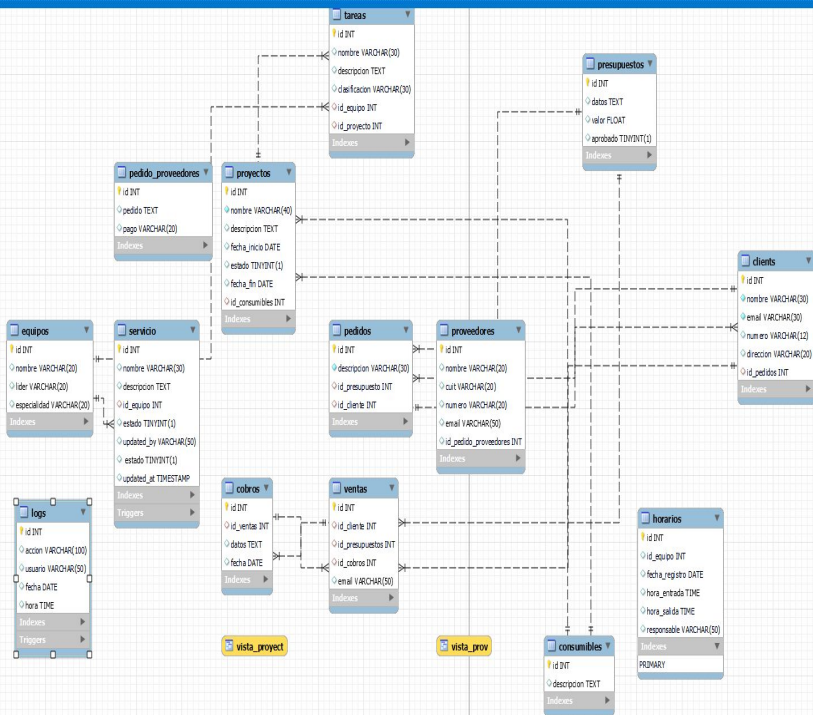 tareas
id INT
nombre VARCHAR(30)
descripcion TEXT
clasificacion VARCHAR(30)
id_equipo INT
id_proyecto INT
Indexes
presupuestos
id INT
datos TEXT
valor FLOAT
aprobado TINYINT(1)
Indexes
pedido_proveedores
id INT
pedido TEXT
pago VARCHAR(20)
Indexes
proyectos
id INT
nombre VARCHAR(40)
descripcion TEXT
fecha_inicio DATE
estado TINYINT(1)
fecha_fin DATE
id_consumibles INT
Indexes
clients
id INT
nombre VARCHAR(30)
email VARCHAR(30)
numero VARCHAR(12)
direccion VARCHAR(20)
id_pedidos INT
Indexes
equipos
id INT
nombre VARCHAR(20)
lider VARCHAR(20)
especialidad VARCHAR(20)
Indexes
servicio
id INT
nombre VARCHAR(30)
descripcion TEXT
id_equipo INT
estado TINYINT(1)
updated_by VARCHAR(50)
estado TINYINT(1)
updated_at TIMESTAMP
Indexes
Triggers
pedidos
id INT
descripcion VARCHAR(30)
id_presupuesto INT
id_cliente INT
Indexes
proveedores
id INT
nombre VARCHAR(20)
cuit VARCHAR(20)
numero VARCHAR(20)
email VARCHAR(50)
id_pedido_proveedores INT
Indexes
logs
id INT
accion VARCHAR(100)
usuario VARCHAR(50)
fecha DATE
hora TIME
Indexes
Triggers
cobros
id INT
id_ventas INT
datos TEXT
fecha DATE
Indexes
ventas
id INT
id_cliente INT
id_presupuestos INT
id_cobros INT
email VARCHAR(50)
Indexes
horarios
id INT
id_equipo INT
fecha_registro DATE
hora_entrada TIME
hora_salida TIME
responsable VARCHAR(50)
Indexes
PRIMARY
vista_proyect
vista_prov
consumibles
id INT
descripcion TEXT
Indexes